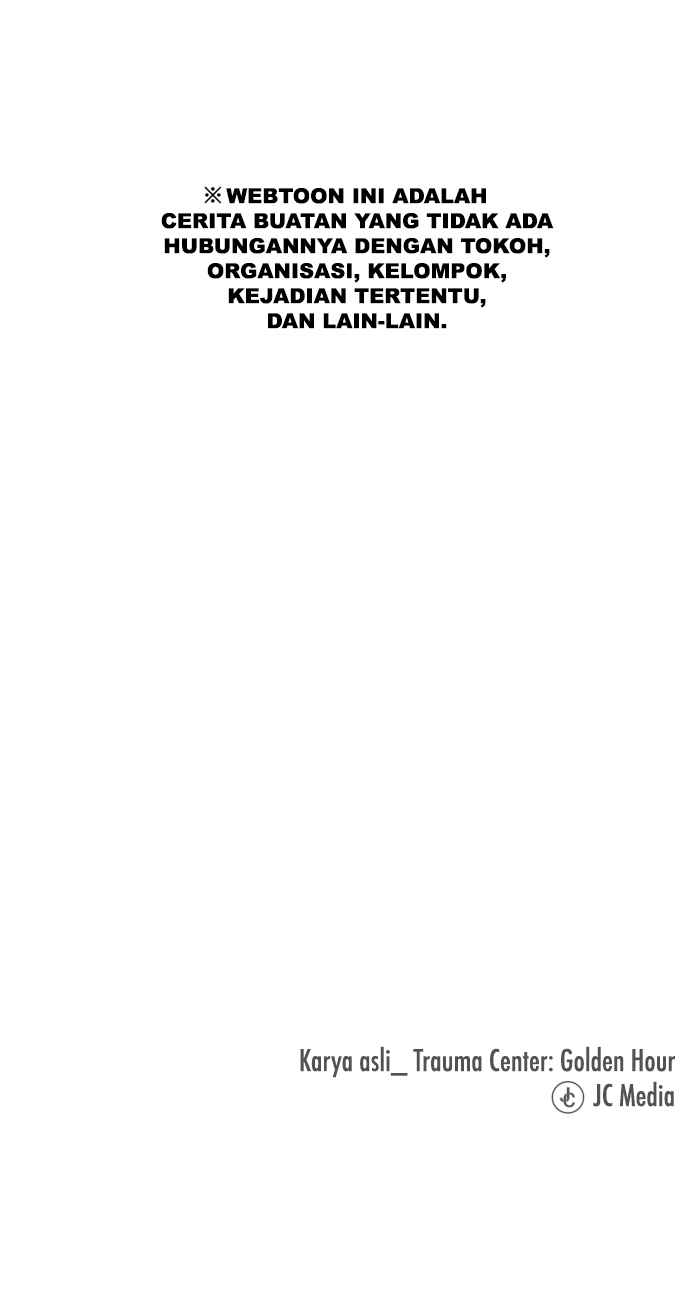 ※WEBTOON INI ADALAH
CERITA BUATAN YANG TIDAK ADA
HUBUNGANNYA DENGAN TOKOH,
ORGANISASI, KELOMPOK,
KEJADIAN TERTENTU,
DAN LAIN-LAIN.
Karya asli_ Trauma Center: Golden Hour
JC JC Media